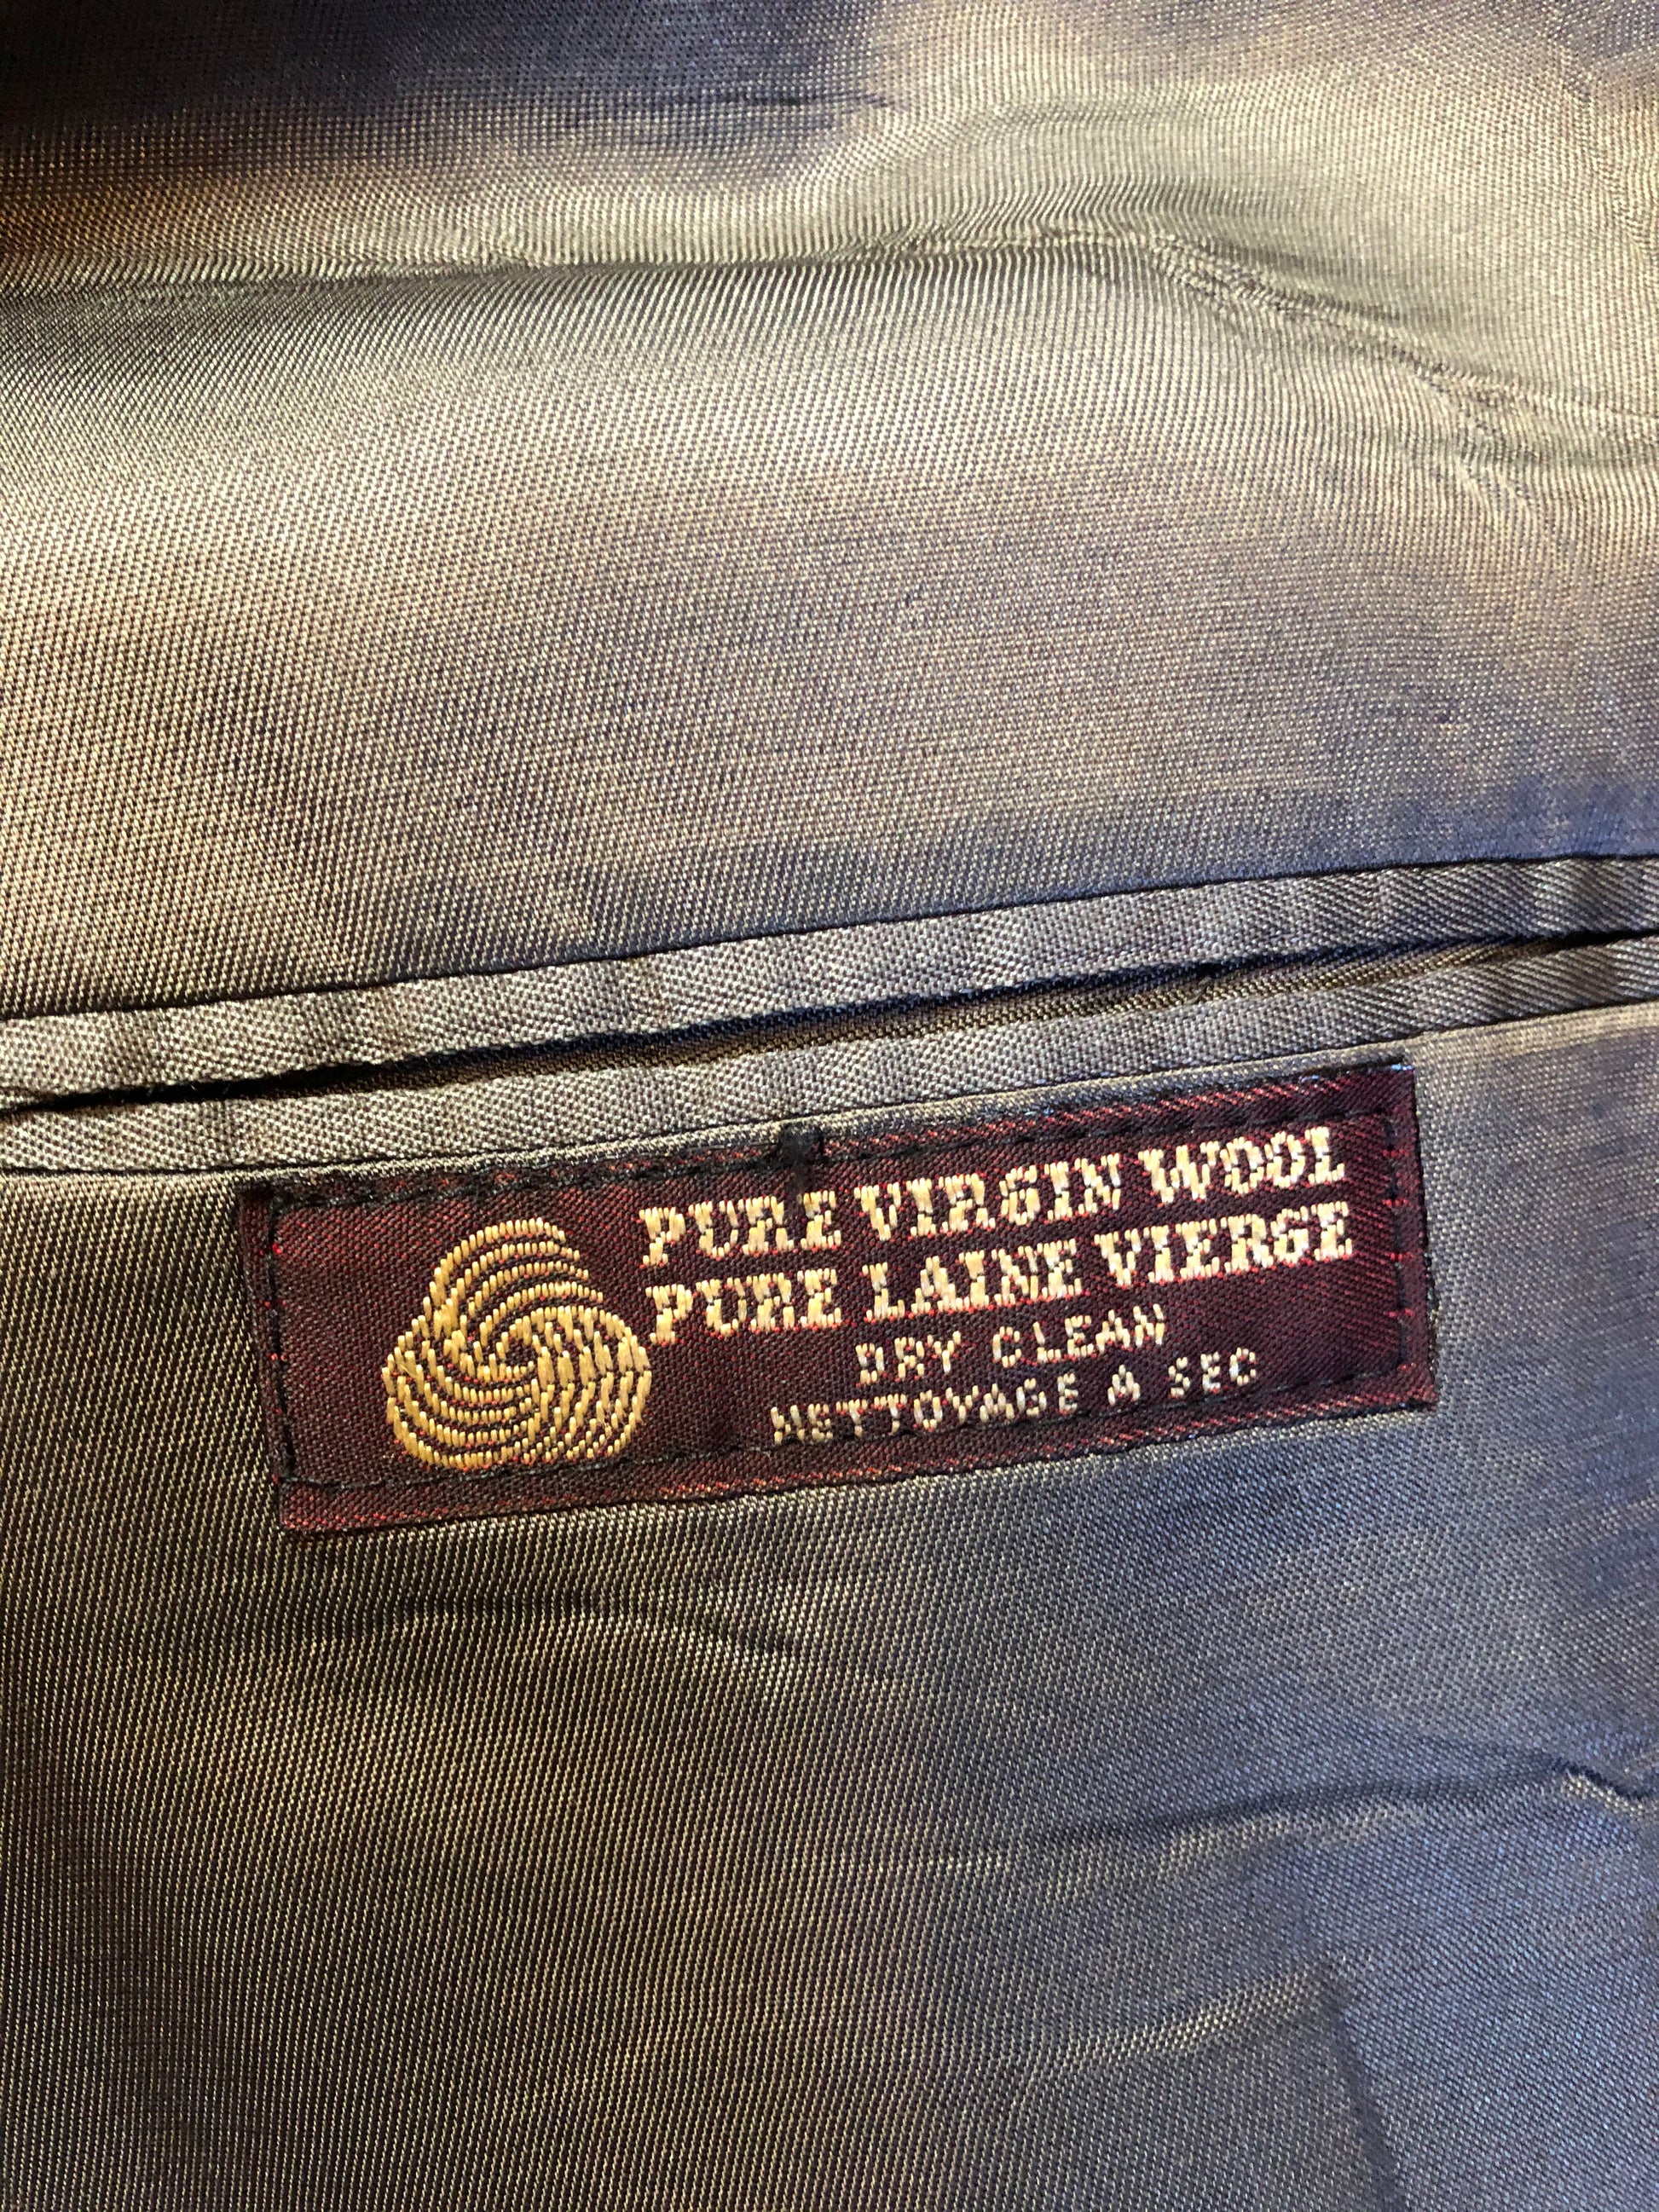 PURE VIRGIN WOOL
PURE LAINE VIERGE
DRY CLEAN
NETTOYAGE A SEC